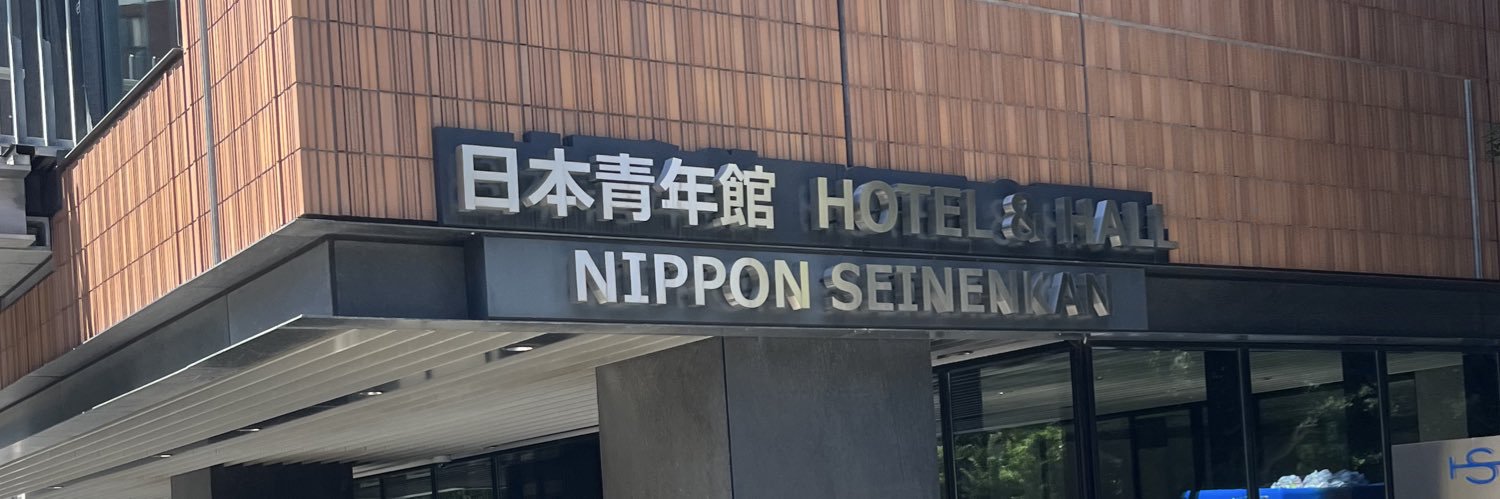 日本青年館 HOTEL & HALL
NIPPON SEINENKAN